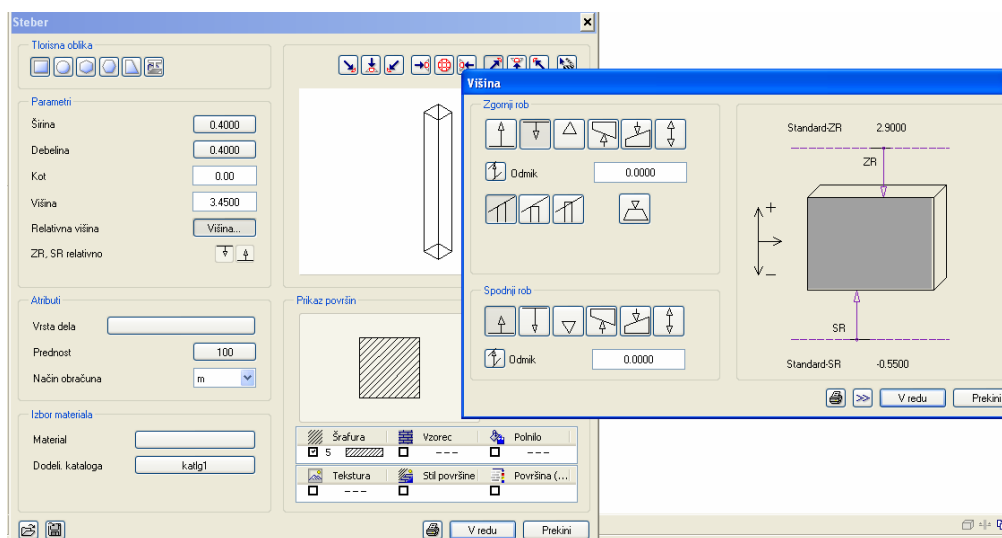 Steber
Tlorisna oblika
Parametri
Širina 0.4000
Debelina 0.4000
Kot 0.00
Višina 3.4500
Relativna višina Višina...
ZR, SR relativno
Atributi
Vrsta dela
Prednost 100
Način obračuna m
Izbor materiala
Material
Dodeli. kataloga katlg1
Prikaz površin
Šrafura Vzorec Polnilo
5 --- ---
Tekstura Stil površine Površina (...
---
V redu Prekini
Višina
Zgornji rob
Odmik 0.0000
Spodnji rob
Odmik 0.0000
Standard-ZR 2.9000
ZR
+
–
SR
Standard-SR -0.5500
>> V redu Prekini